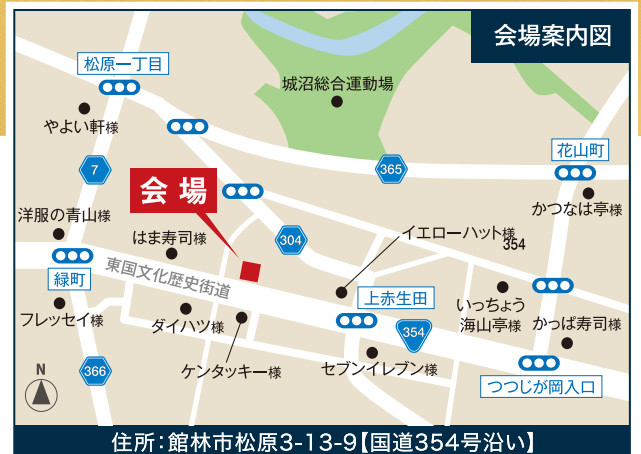 会場案内図
松原一丁目
城沼総合運動場
やよい軒様
7
365
花山町
会場
かつなは亭様
洋服の青山様
はま寿司様
304
イエローハット様
354
緑町
東国文化歴史街道
上赤生田
いっちょう
海山亭様
フレッセイ様
ダイハツ様
354
かっぱ寿司様
366
ケンタッキー様
セブンイレブン様
つつじが岡入口
N
住所：館林市松原3-13-9【国道354号沿い】